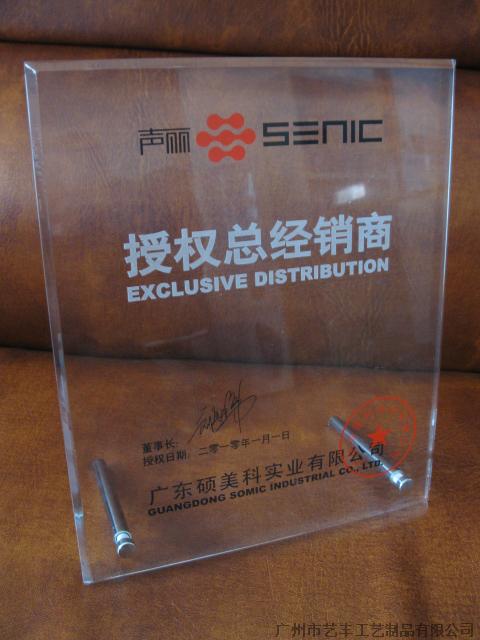 声丽 SENIC
授权总经销商
EXCLUSIVE DISTRIBUTION
董事长:
授权日期: 二零一零年一月一日
广东硕美科实业有限公司
GUANGDONG SOMIC INDUSTRIAL CO., LTD.
广州市艺丰工艺制品有限公司